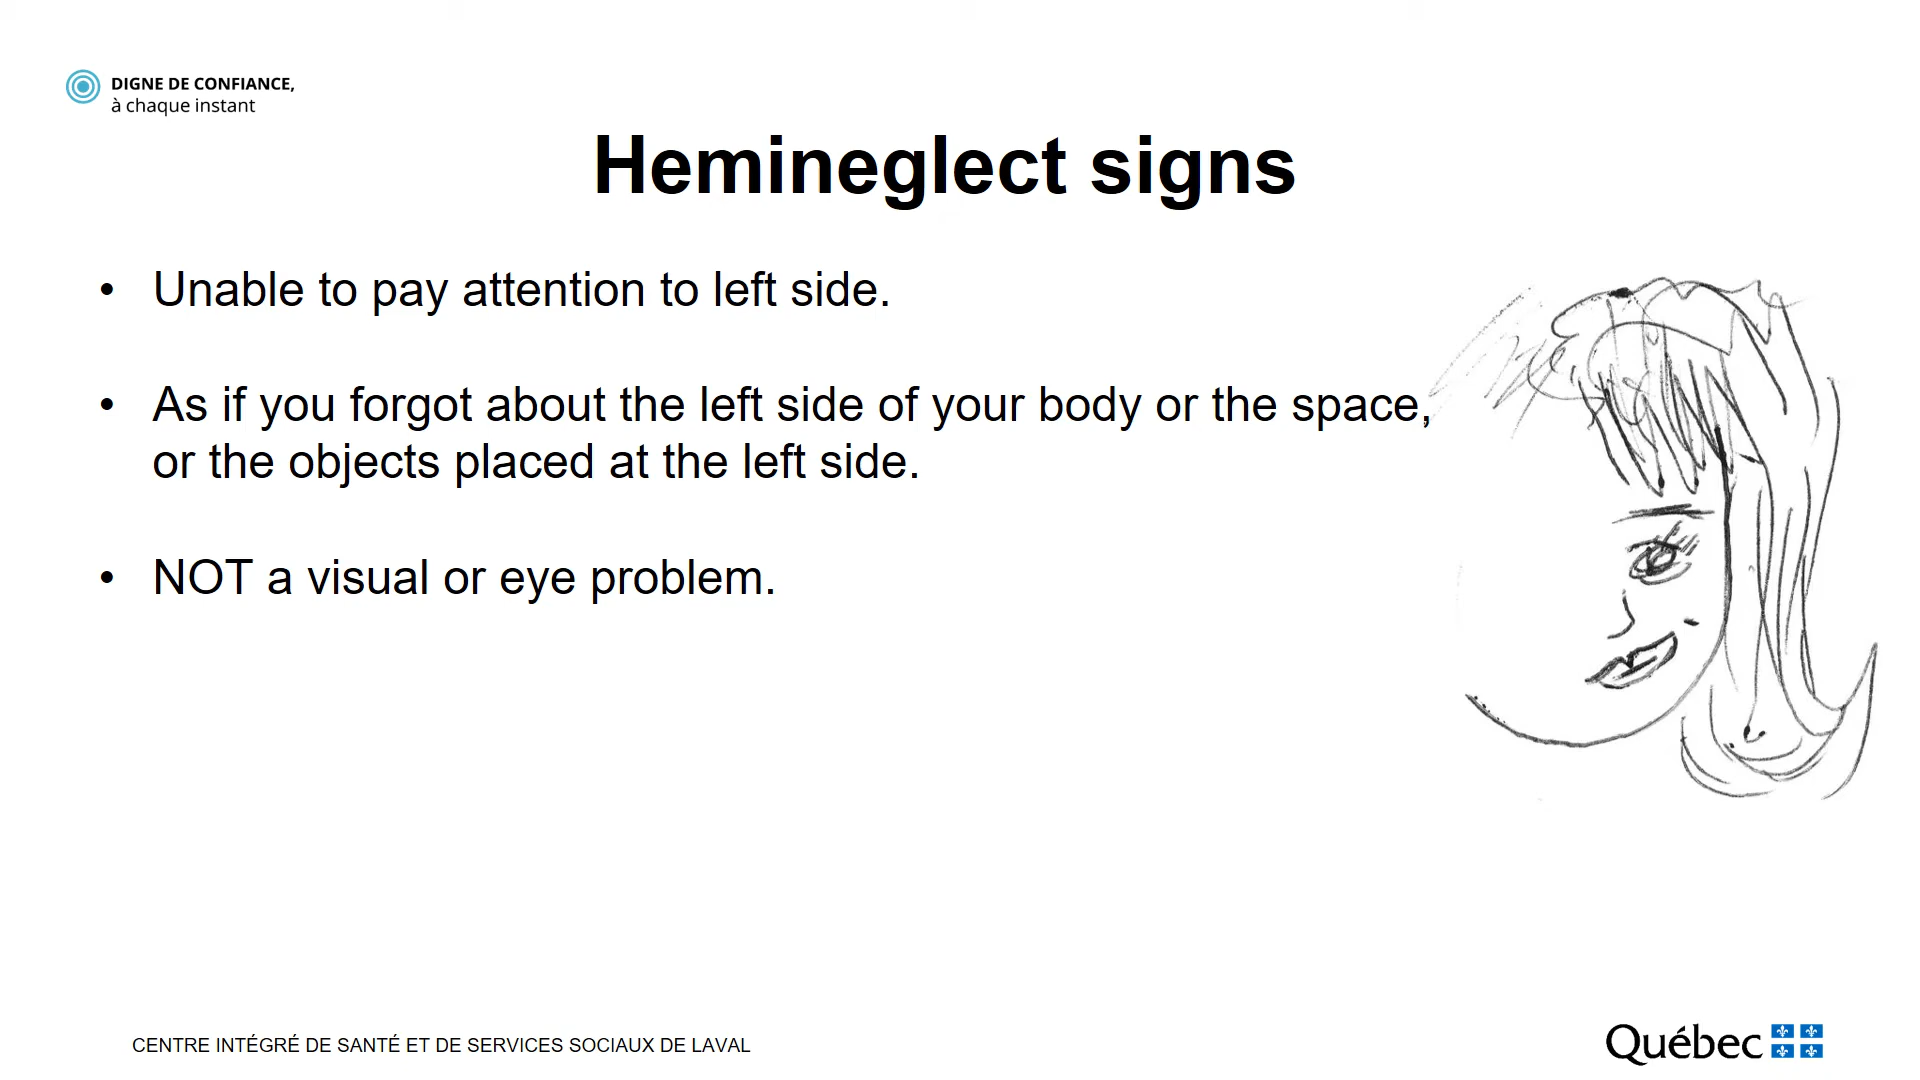 DIGNE DE CONFIANCE,
à chaque instant
Hemineglect signs
• Unable to pay attention to left side.
• As if you forgot about the left side of your body or the space,
or the objects placed at the left side.
• NOT a visual or eye problem.
CENTRE INTÉGRÉ DE SANTÉ ET DE SERVICES SOCIAUX DE LAVAL
Québec